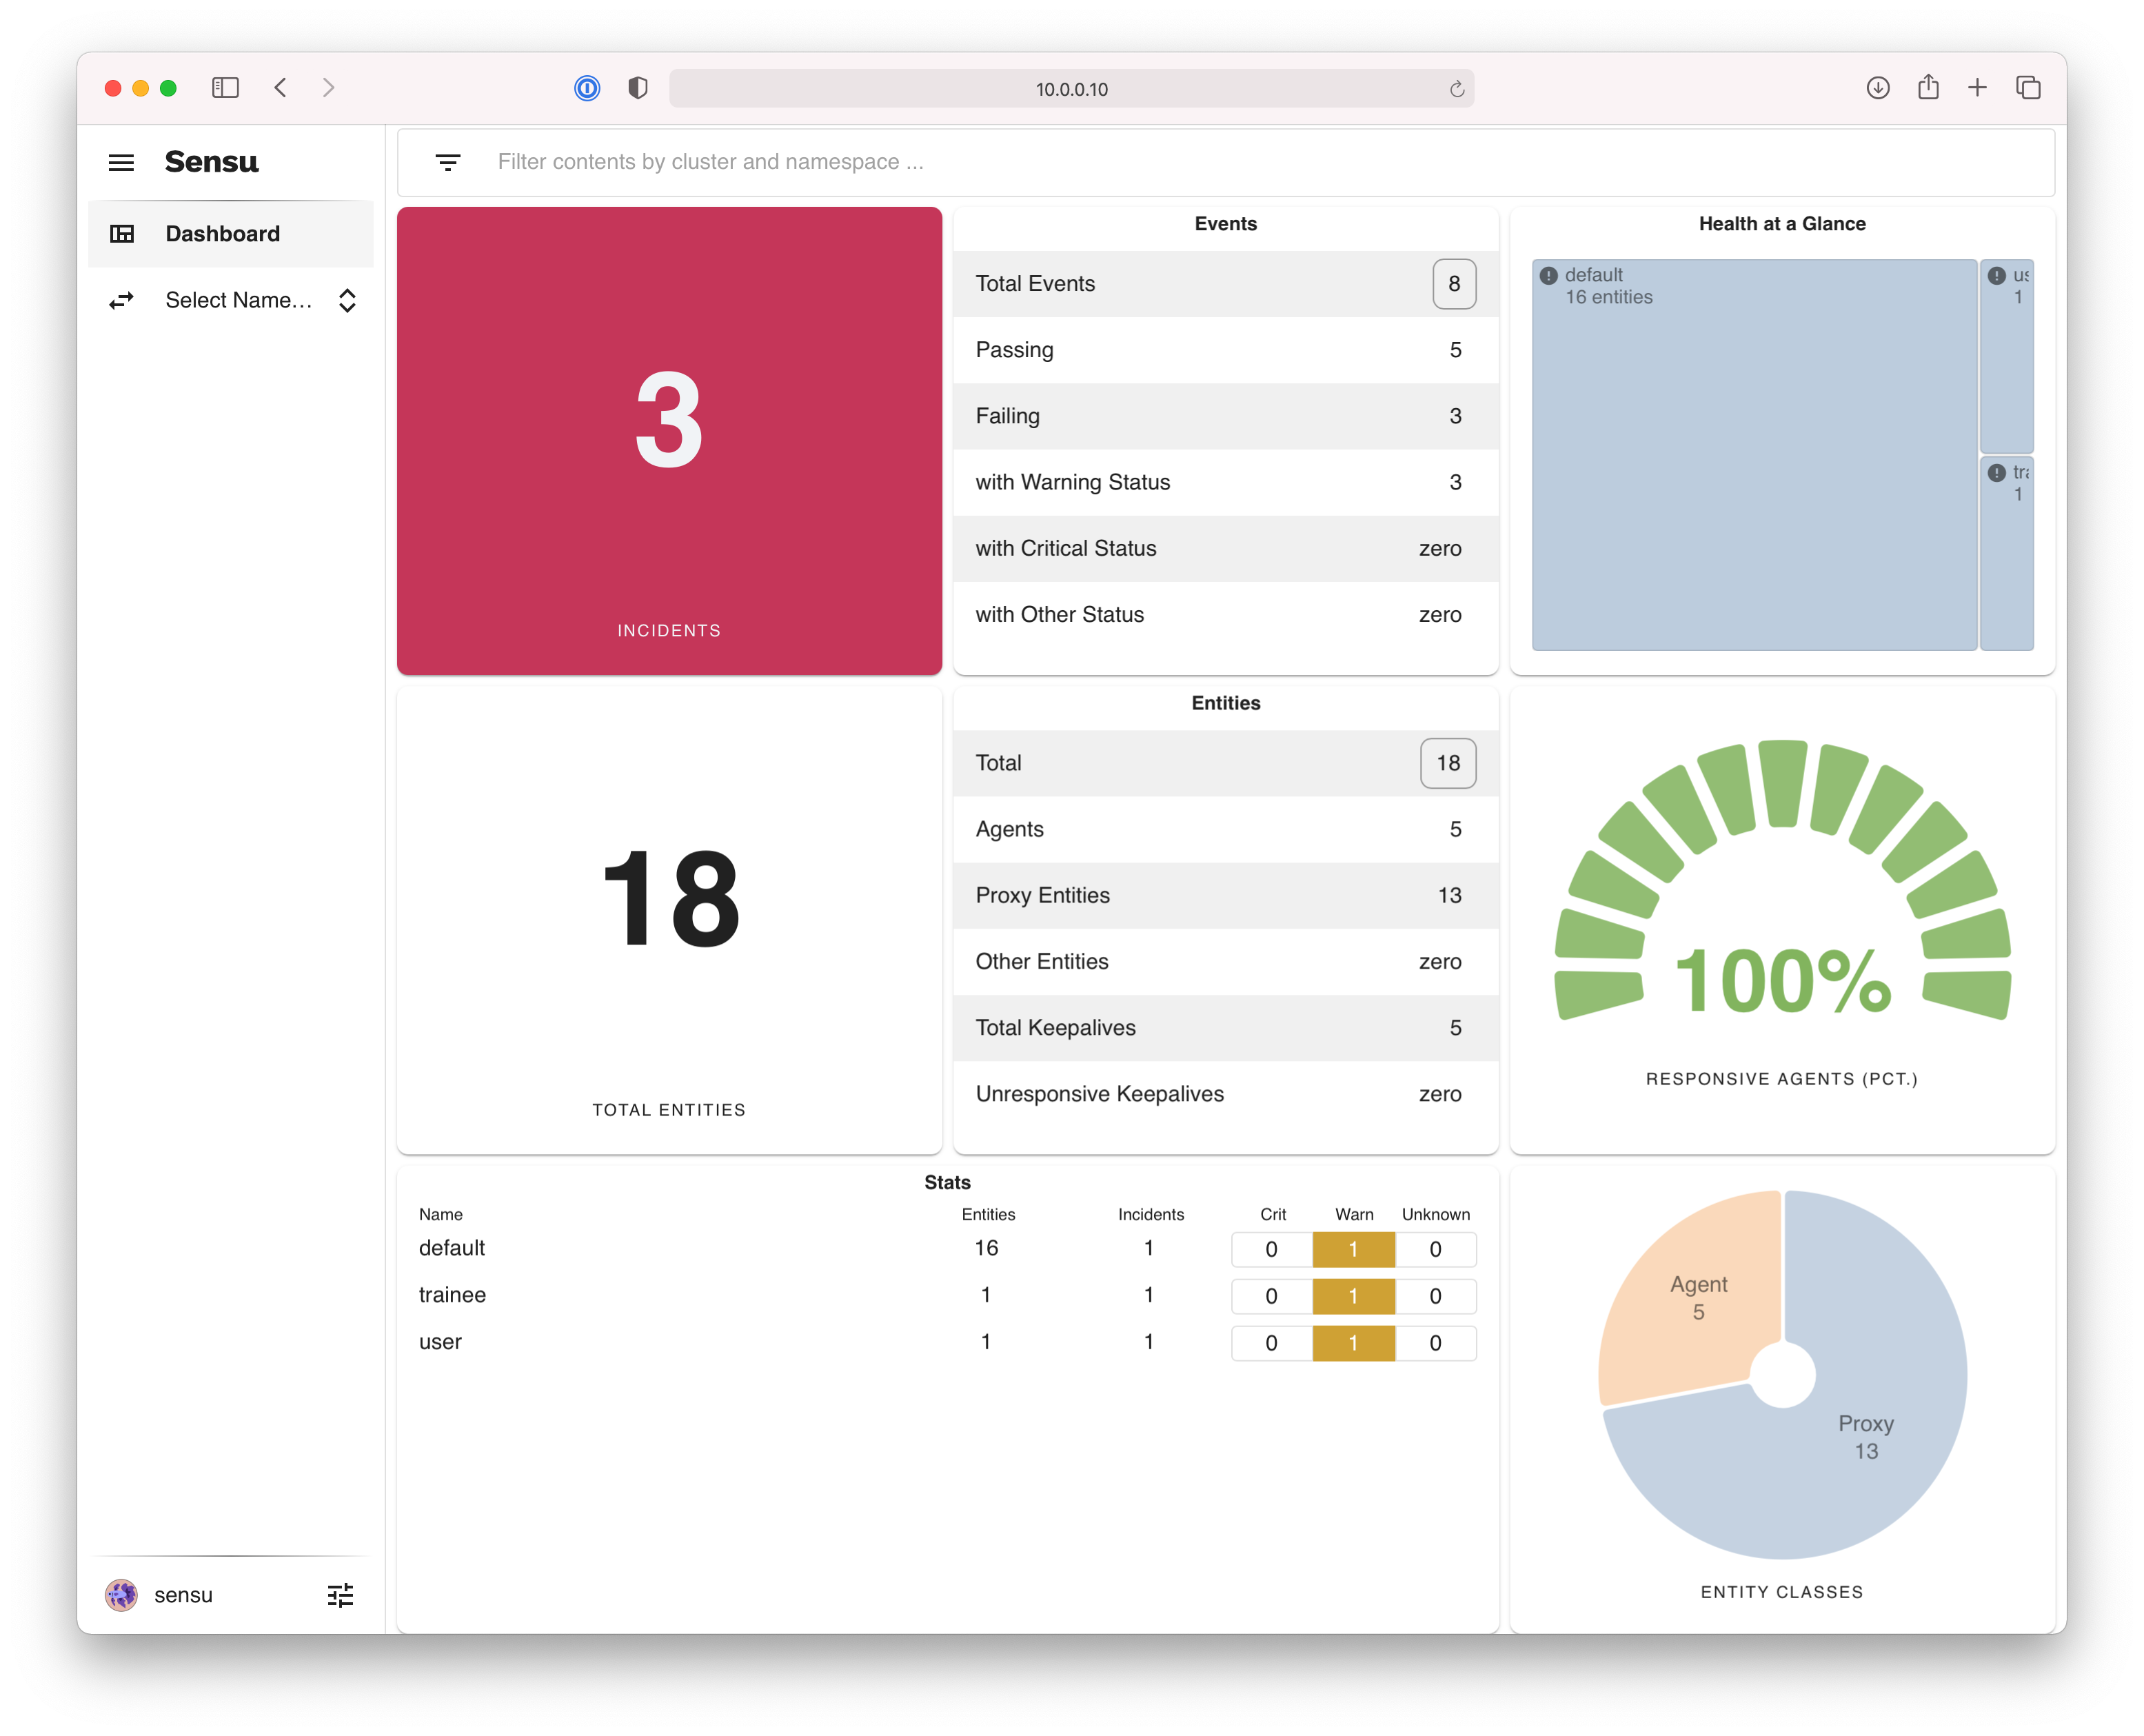 10.0.0.10
Sensu
Filter contents by cluster and namespace ...
Dashboard
Select Name...
3
INCIDENTS
Events
Total Events 8
Passing 5
Failing 3
with Warning Status 3
with Critical Status zero
with Other Status zero
Health at a Glance
default
16 entities
us
1
tra
1
18
TOTAL ENTITIES
Entities
Total 18
Agents 5
Proxy Entities 13
Other Entities zero
Total Keepalives 5
Unresponsive Keepalives zero
100%
RESPONSIVE AGENTS (PCT.)
Stats
Name Entities Incidents Crit Warn Unknown
default 16 1 0 1 0
trainee 1 1 0 1 0
user 1 1 0 1 0
Agent
5
Proxy
13
ENTITY CLASSES
sensu